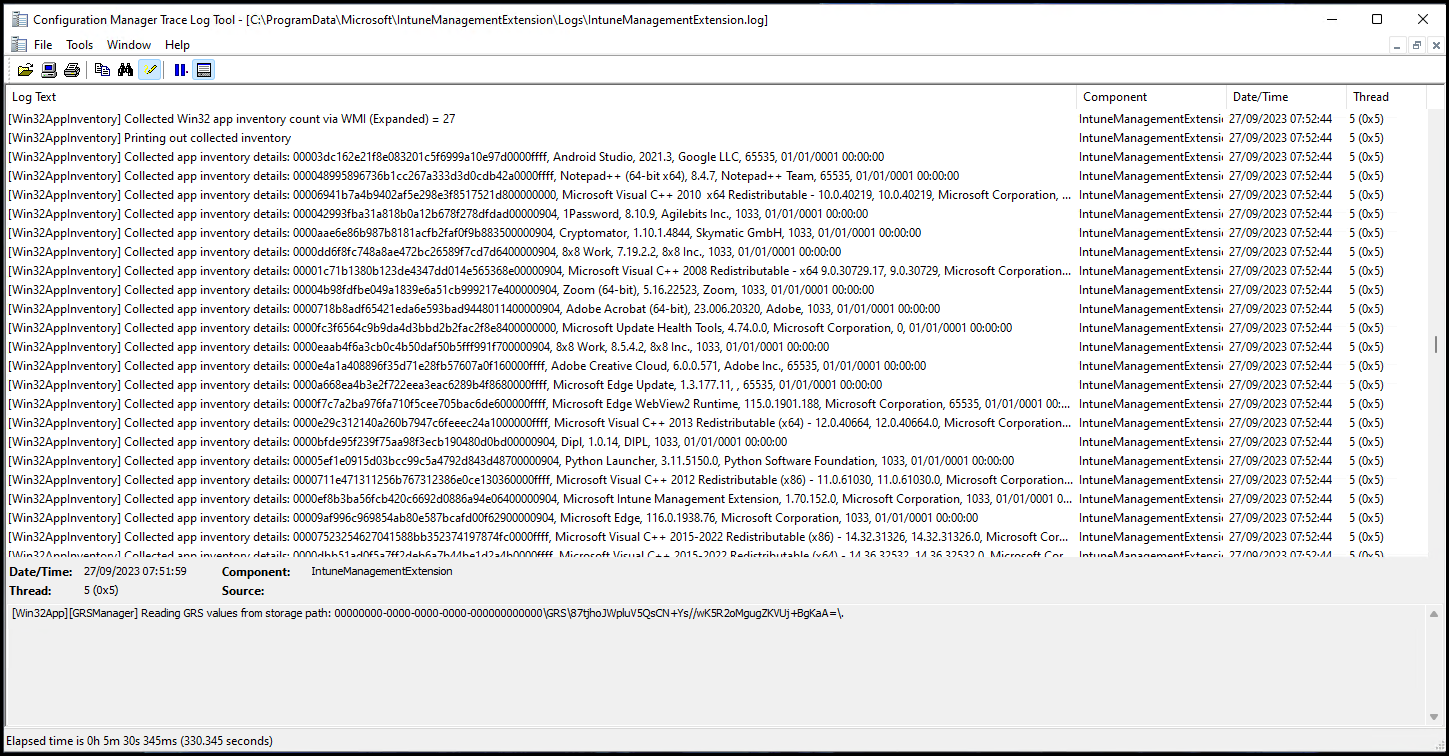 Configuration Manager Trace Log Tool - [C:\ProgramData\Microsoft\IntuneManagementExtension\Logs\IntuneManagementExtension.log]
File Tools Window Help
Log Text Component Date/Time Thread
[Win32AppInventory] Collected Win32 app inventory count via WMI (Expanded) = 27 IntuneManagementExtensi 27/09/2023 07:52:44 5 (0x5)
[Win32AppInventory] Printing out collected inventory IntuneManagementExtensi 27/09/2023 07:52:44 5 (0x5)
[Win32AppInventory] Collected app inventory details: 00003dc162e21f8e083201c5f6999a10e97d0000ffff, Android Studio, 2021.3, Google LLC, 65535, 01/01/0001 00:00:00 IntuneManagementExtensi 27/09/2023 07:52:44 5 (0x5)
[Win32AppInventory] Collected app inventory details: 000048995896736b1cc267a333d3d0cdb42a0000ffff, Notepad++ (64-bit x64), 8.4.7, Notepad++ Team, 65535, 01/01/0001 00:00:00 IntuneManagementExtensi 27/09/2023 07:52:44 5 (0x5)
[Win32AppInventory] Collected app inventory details: 00006941b7a4b9402af5e298e3f8517521d800000000, Microsoft Visual C++ 2010 x64 Redistributable - 10.0.40219, 10.0.40219, Microsoft Corporation, ... IntuneManagementExtensi 27/09/2023 07:52:44 5 (0x5)
[Win32AppInventory] Collected app inventory details: 000042993fba31a818b0a12b678f278dfdad00000904, 1Password, 8.10.9, Agilebits Inc., 1033, 01/01/0001 00:00:00 IntuneManagementExtensi 27/09/2023 07:52:44 5 (0x5)
[Win32AppInventory] Collected app inventory details: 0000aae6e86b987b8181acfb2faf0f9b883500000904, Cryptomator, 1.10.1.4844, Skymatic GmbH, 1033, 01/01/0001 00:00:00 IntuneManagementExtensi 27/09/2023 07:52:44 5 (0x5)
[Win32AppInventory] Collected app inventory details: 0000dd6f8fc748a8ae472bc26589f7cd7d6400000904, 8x8 Work, 7.19.2.2, 8x8 Inc., 1033, 01/01/0001 00:00:00 IntuneManagementExtensi 27/09/2023 07:52:44 5 (0x5)
[Win32AppInventory] Collected app inventory details: 00001c71b1380b123de4347dd014e565368e00000904, Microsoft Visual C++ 2008 Redistributable - x64 9.0.30729.17, 9.0.30729, Microsoft Corporation... IntuneManagementExtensi 27/09/2023 07:52:44 5 (0x5)
[Win32AppInventory] Collected app inventory details: 00004b98fdfbe049a1839e6a51cb999217e400000904, Zoom (64-bit), 5.16.22523, Zoom, 1033, 01/01/0001 00:00:00 IntuneManagementExtensi 27/09/2023 07:52:44 5 (0x5)
[Win32AppInventory] Collected app inventory details: 0000718b8adf65421eda6e593bad9448011400000904, Adobe Acrobat (64-bit), 23.006.20320, Adobe, 1033, 01/01/0001 00:00:00 IntuneManagementExtensi 27/09/2023 07:52:44 5 (0x5)
[Win32AppInventory] Collected app inventory details: 0000fc3f6564c9b9da4d3bbd2b2fac2f8e8400000000, Microsoft Update Health Tools, 4.74.0.0, Microsoft Corporation, 0, 01/01/0001 00:00:00 IntuneManagementExtensi 27/09/2023 07:52:44 5 (0x5)
[Win32AppInventory] Collected app inventory details: 0000eaab4f6a3cb0c4b50daf50b5fff991f700000904, 8x8 Work, 8.5.4.2, 8x8 Inc., 1033, 01/01/0001 00:00:00 IntuneManagementExtensi 27/09/2023 07:52:44 5 (0x5)
[Win32AppInventory] Collected app inventory details: 0000e4a1a408896f35d71e28fb57607a0f160000ffff, Adobe Creative Cloud, 6.0.0.571, Adobe Inc., 65535, 01/01/0001 00:00:00 IntuneManagementExtensi 27/09/2023 07:52:44 5 (0x5)
[Win32AppInventory] Collected app inventory details: 0000a668ea4b3e2f722eea3eac6289b4f8680000ffff, Microsoft Edge Update, 1.3.177.11, , 65535, 01/01/0001 00:00:00 IntuneManagementExtensi 27/09/2023 07:52:44 5 (0x5)
[Win32AppInventory] Collected app inventory details: 0000f7c7a2ba976fa710f5cee705bac6de600000ffff, Microsoft Edge WebView2 Runtime, 115.0.1901.188, Microsoft Corporation, 65535, 01/01/0001 00:... IntuneManagementExtensi 27/09/2023 07:52:44 5 (0x5)
[Win32AppInventory] Collected app inventory details: 0000e29c312140a260b7947c6feeec24a1000000ffff, Microsoft Visual C++ 2013 Redistributable (x64) - 12.0.40664, 12.0.40664.0, Microsoft Corporation... IntuneManagementExtensi 27/09/2023 07:52:44 5 (0x5)
[Win32AppInventory] Collected app inventory details: 0000bfde95f239f75aa98f3ecb190480d0bd00000904, Dipl, 1.0.14, DIPL, 1033, 01/01/0001 00:00:00 IntuneManagementExtensi 27/09/2023 07:52:44 5 (0x5)
[Win32AppInventory] Collected app inventory details: 00005ef1e0915d03bcc99c5a4792d843d48700000904, Python Launcher, 3.11.5150.0, Python Software Foundation, 1033, 01/01/0001 00:00:00 IntuneManagementExtensi 27/09/2023 07:52:44 5 (0x5)
[Win32AppInventory] Collected app inventory details: 0000711e471311256b767312386e0ce130360000ffff, Microsoft Visual C++ 2012 Redistributable (x86) - 11.0.61030, 11.0.61030.0, Microsoft Corporation... IntuneManagementExtensi 27/09/2023 07:52:44 5 (0x5)
[Win32AppInventory] Collected app inventory details: 0000ef8b3ba56fcb420c6692d0886a94e06400000904, Microsoft Intune Management Extension, 1.70.152.0, Microsoft Corporation, 1033, 01/01/0001 0... IntuneManagementExtensi 27/09/2023 07:52:44 5 (0x5)
[Win32AppInventory] Collected app inventory details: 00009af996c969854ab80e587bcafd00f62900000904, Microsoft Edge, 116.0.1938.76, Microsoft Corporation, 1033, 01/01/0001 00:00:00 IntuneManagementExtensi 27/09/2023 07:52:44 5 (0x5)
[Win32AppInventory] Collected app inventory details: 0000752325462704158​8bb352374197874fc0000ffff, Microsoft Visual C++ 2015-2022 Redistributable (x86) - 14.32.31326, 14.32.31326.0, Microsoft Cor... IntuneManagementExtensi 27/09/2023 07:52:44 5 (0x5)
[Win32AppInventory] Collected app inventory details: Microsoft Visual C++ 2015-2022 Redistributable (x64) - 14.36.32532, 14.36.32532.0, Microsoft Cor... IntuneManagementExtensi 27/09/2023 07:52:44 5 (0x5)
Date/Time: 27/09/2023 07:51:59 Component: IntuneManagementExtension
Thread: 5 (0x5) Source:
[Win32App][GRSManager] Reading GRS values from storage path: 00000000-0000-0000-0000-000000000000\GRS\87tjhoJWpluV5QsCN+Ys//wK5R2oMgugZKVUj+BgKaA=\.
Elapsed time is 0h 5m 30s 345ms (330.345 seconds)